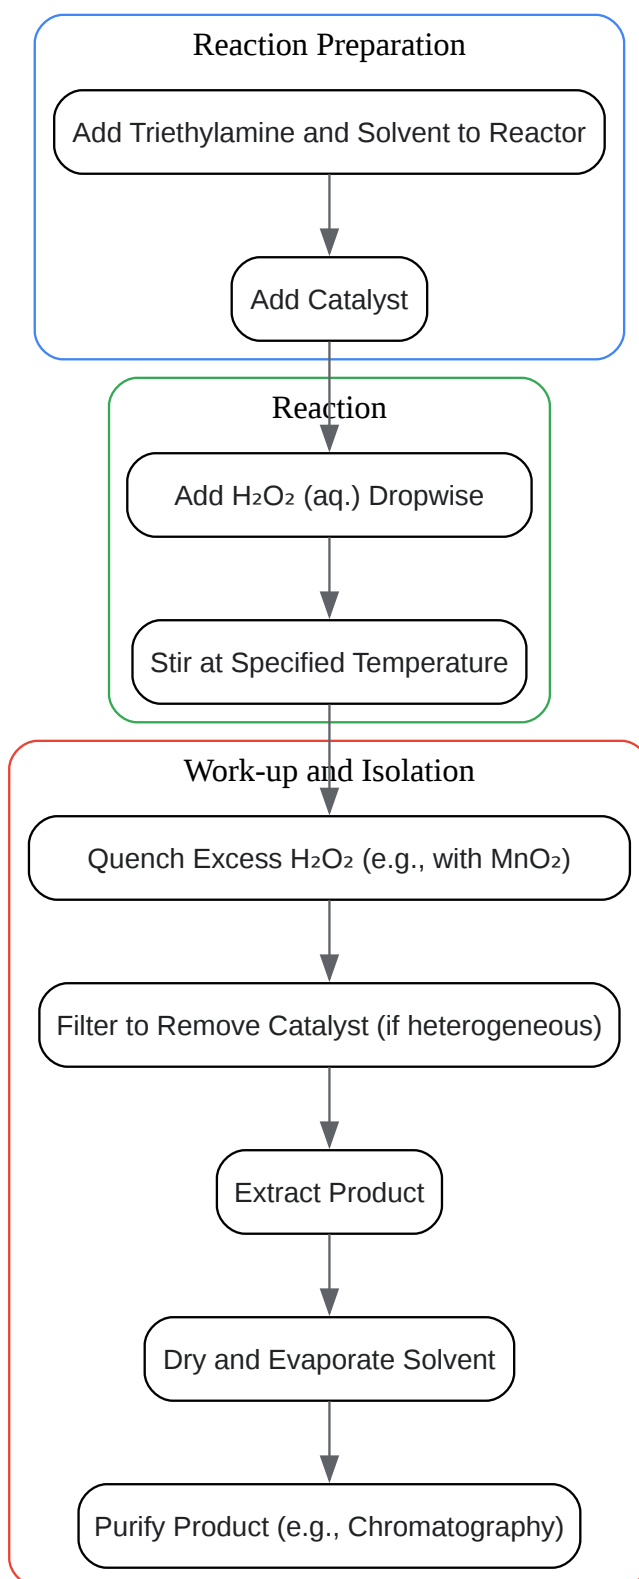 Reaction Preparation
Add Triethylamine and Solvent to Reactor
Add Catalyst
Reaction
Add H₂O₂ (aq.) Dropwise
Stir at Specified Temperature
Work-up and Isolation
Quench Excess H₂O₂ (e.g., with MnO₂)
Filter to Remove Catalyst (if heterogeneous)
Extract Product
Dry and Evaporate Solvent
Purify Product (e.g., Chromatography)